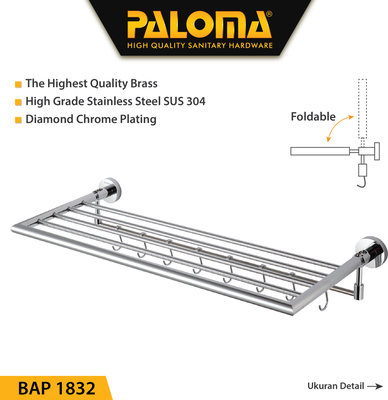 PALOMA®
HIGH QUALITY SANITARY HARDWARE
The Highest Quality Brass
High Grade Stainless Steel SUS 304
Diamond Chrome Plating
Foldable
BAP 1832
Ukuran Detail